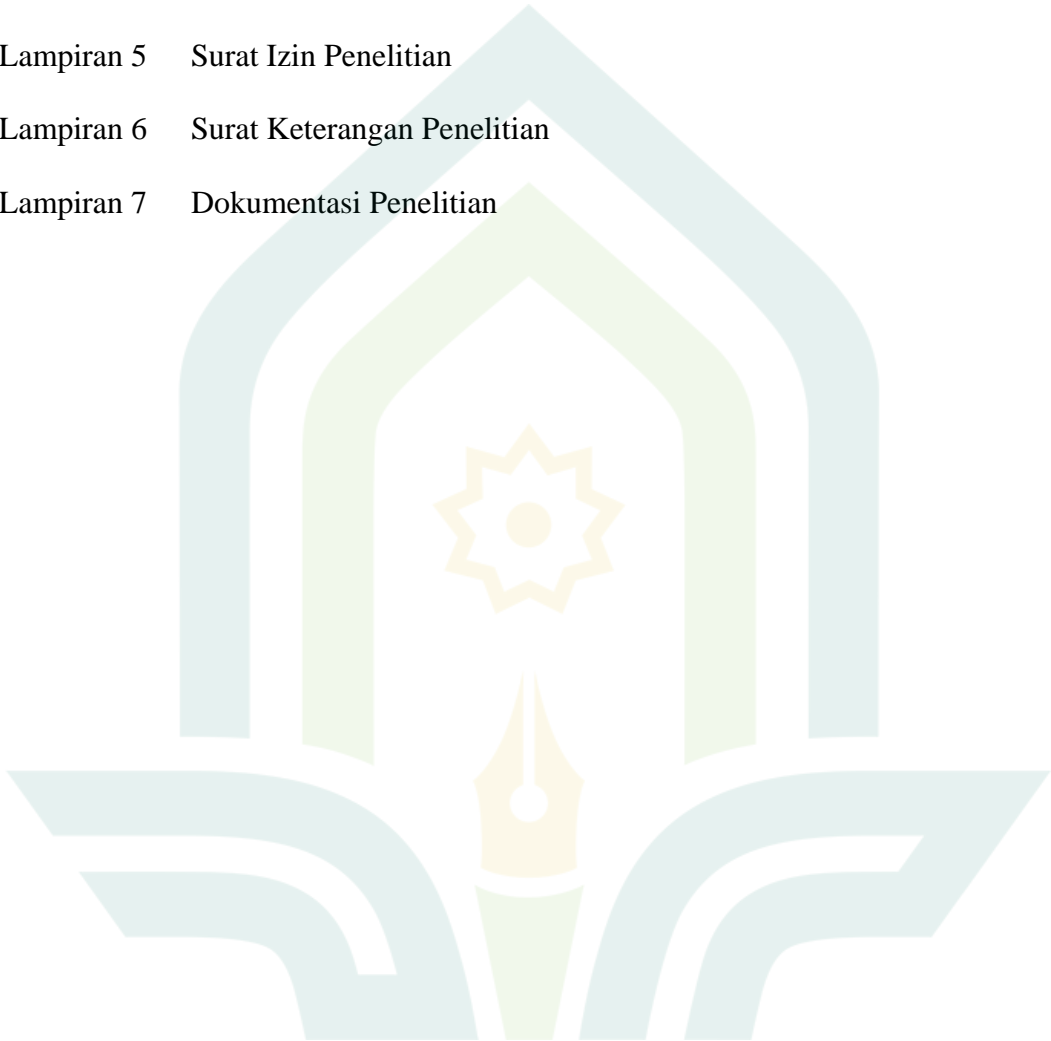 Lampiran 5 Surat Izin Penelitian
Lampiran 6 Surat Keterangan Penelitian
Lampiran 7 Dokumentasi Penelitian